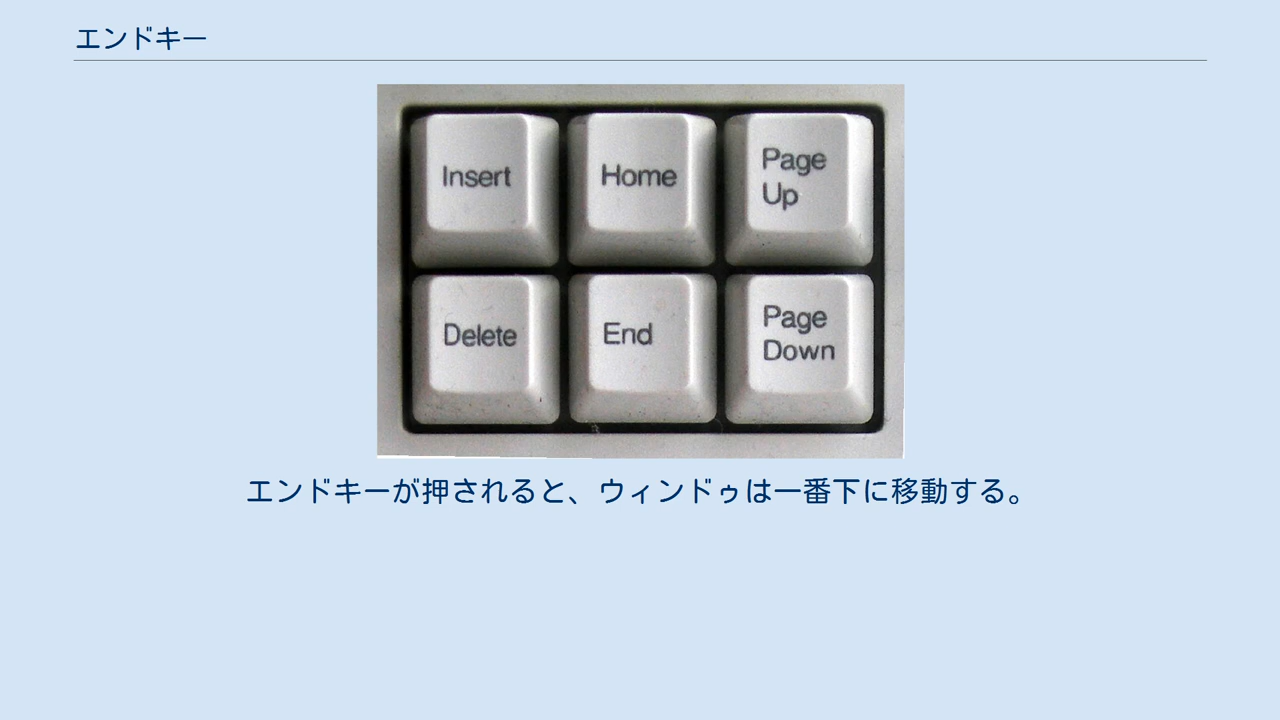 エンドキー
Insert
Home
Page
Up
Delete
End
Page
Down
エンドキーが押されると、ウィンドゥは一番下に移動する。